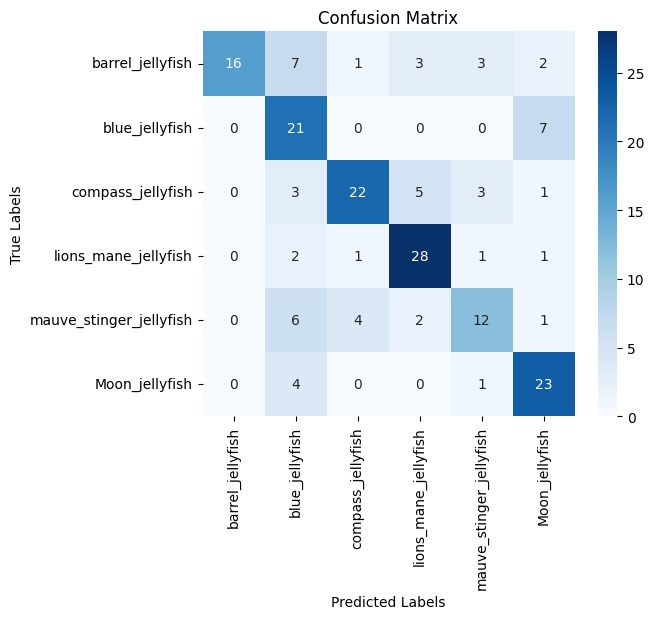 Confusion Matrix
True Labels
barrel_jellyfish 16 7 1 3 3 2
blue_jellyfish 0 21 0 0 0 7
compass_jellyfish 0 3 22 5 3 1
lions_mane_jellyfish 0 2 1 28 1 1
mauve_stinger_jellyfish 0 6 4 2 12 1
Moon_jellyfish 0 4 0 0 1 23
barrel_jellyfish
blue_jellyfish
compass_jellyfish
lions_mane_jellyfish
mauve_stinger_jellyfish
Moon_jellyfish
Predicted Labels
25
20
15
10
5
0